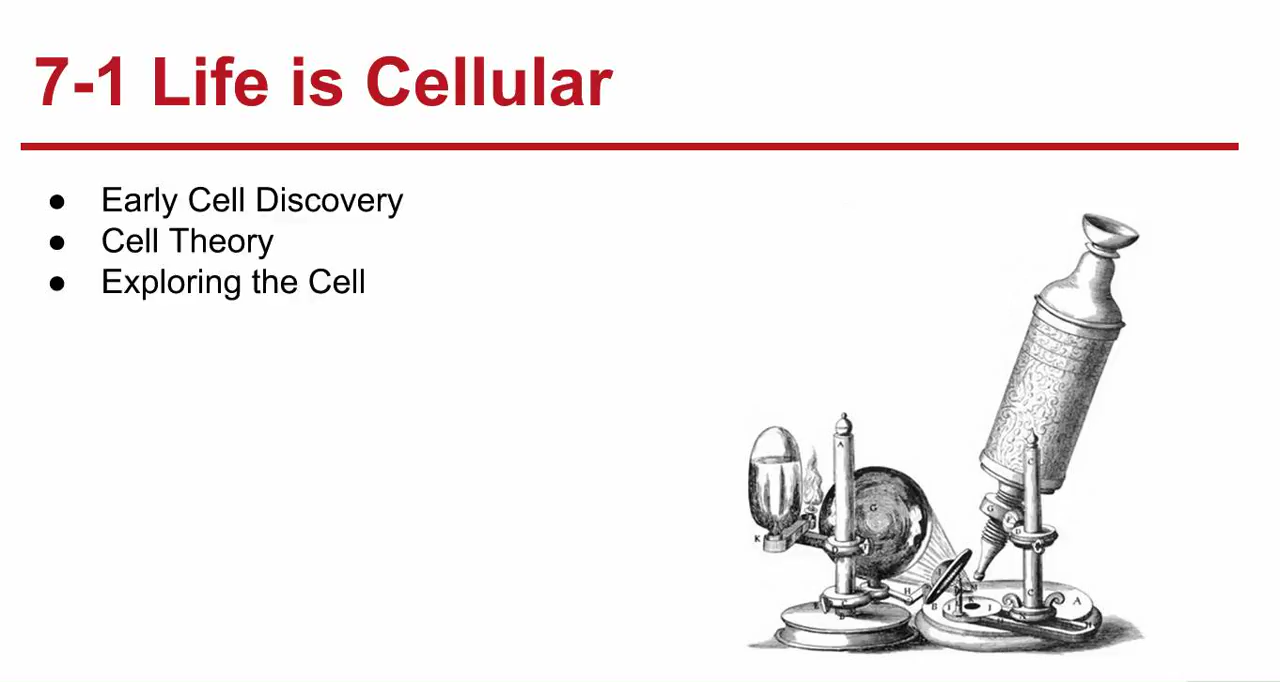 7-1 Life is Cellular
● Early Cell Discovery
● Cell Theory
● Exploring the Cell
A
G
K
C
G
H
B
I
A
C